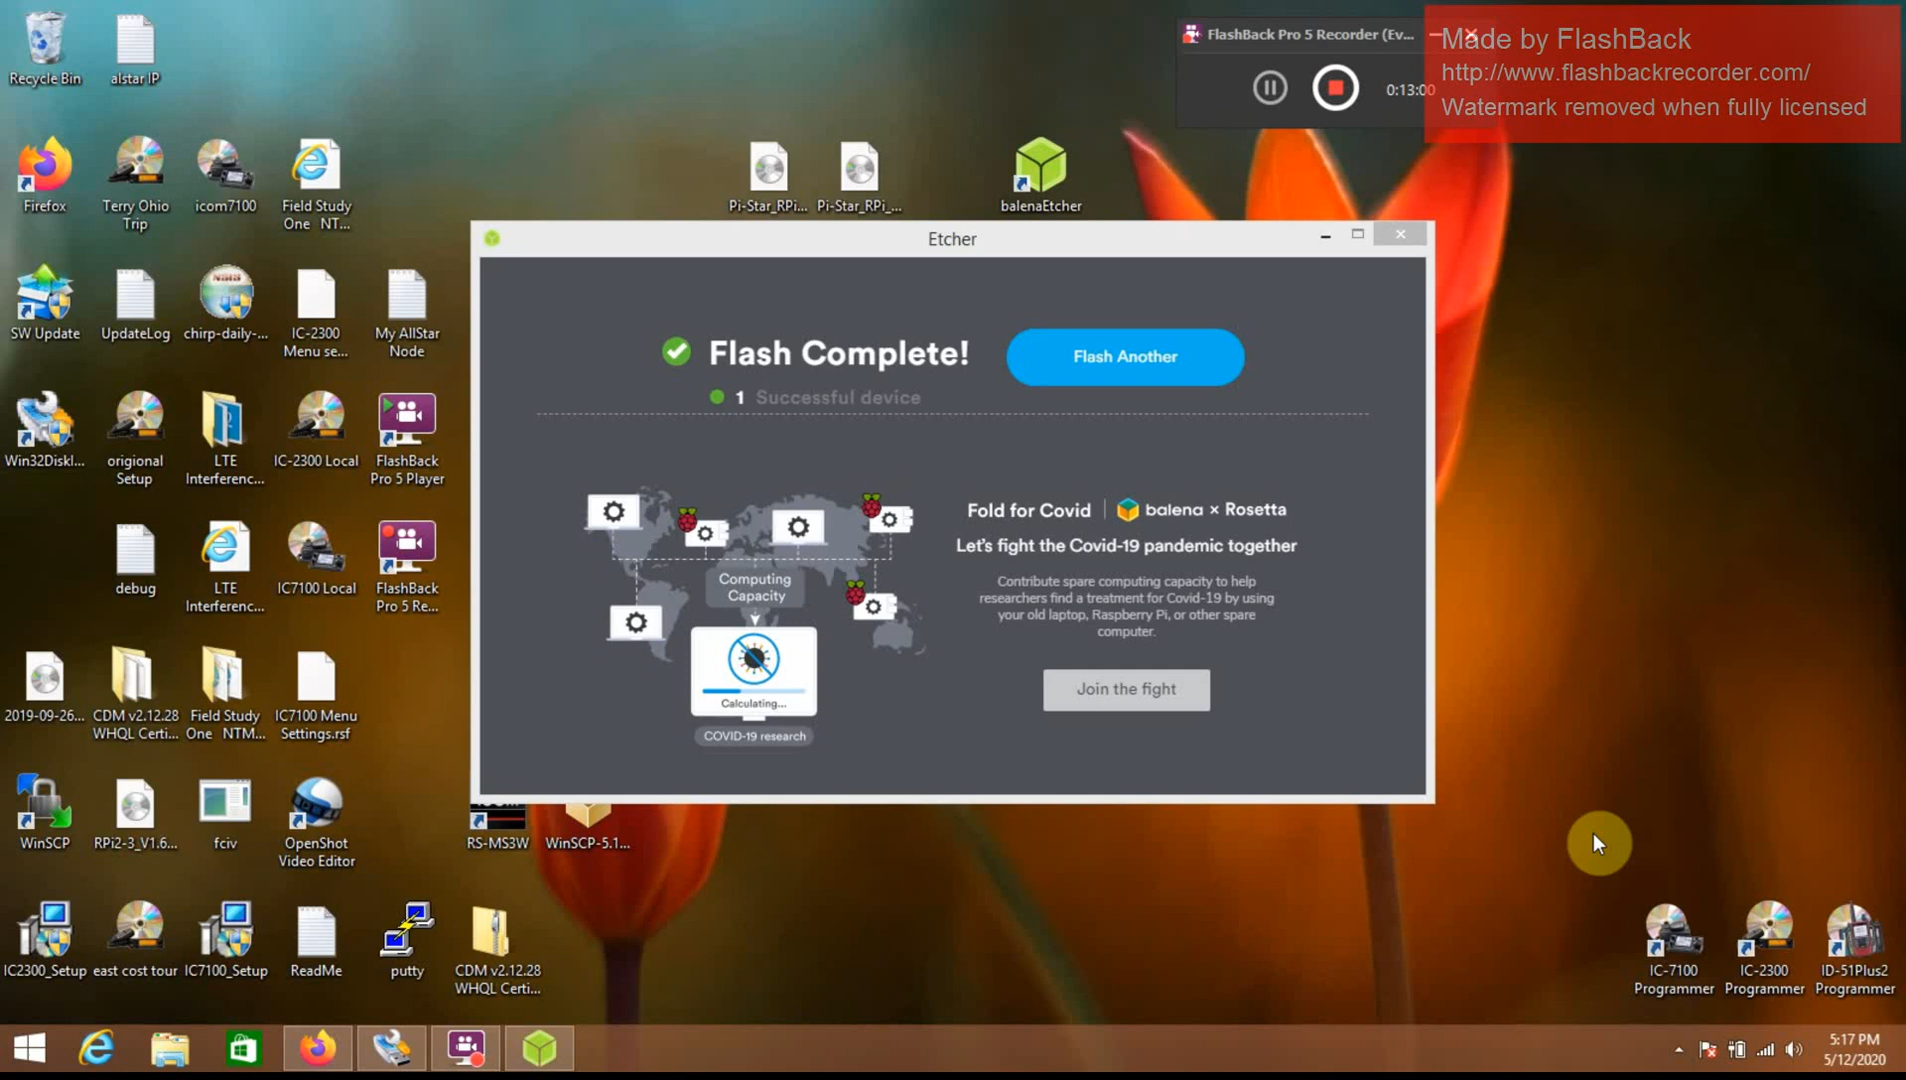 Recycle Bin
alstar IP
FlashBack Pro 5 Recorder (Ev...
0:13:00
Made by FlashBack
http://www.flashbackrecorder.com/
Watermark removed when fully licensed
Firefox
Terry Ohio
Trip
icom7100
Field Study
One NT...
Pi-Star_RPi...
Pi-Star_RPi_...
balenaEtcher
SW Update
UpdateLog
chirp-daily-...
IC-2300
Menu se...
My AllStar
Node
Win32DiskI...
origional
Setup
LTE
Interferenc...
IC-2300 Local
FlashBack
Pro 5 Player
debug
LTE
Interferenc...
IC7100 Local
FlashBack
Pro 5 Re...
2019-09-26...
CDM v2.12.28
WHQL Certi...
Field Study
One NTM...
IC7100 Menu
Settings.rsf
WinSCP
RPi2-3_V1.6...
fciv
OpenShot
Video Editor
RS-MS3W
WinSCP-5.1...
IC2300_Setup
east cost tour
IC7100_Setup
ReadMe
putty
CDM v2.12.28
WHQL Certi...
Etcher
Flash Complete!
Flash Another
1 Successful device
Computing
Capacity
Calculating...
COVID-19 research
Fold for Covid
balena × Rosetta
Let's fight the Covid-19 pandemic together
Contribute spare computing capacity to help
researchers find a treatment for Covid-19 by using
your old laptop, Raspberry Pi, or other spare
computer.
Join the fight
IC-7100
Programmer
IC-2300
Programmer
ID-51Plus2
Programmer
5:17 PM
5/12/2020